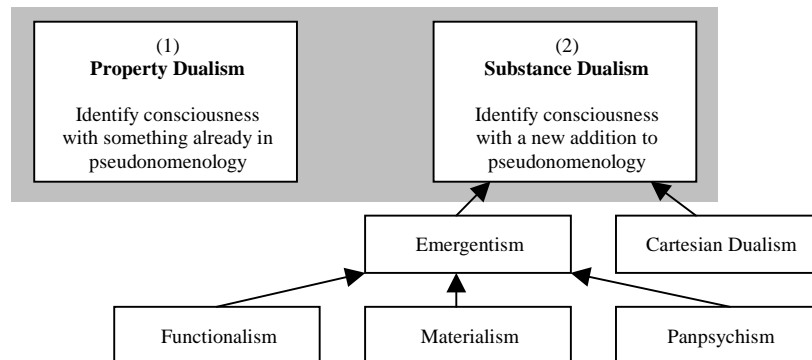 (1)
Property Dualism
Identify consciousness
with something already in
pseudonomenology
(2)
Substance Dualism
Identify consciousness
with a new addition to
pseudonomenology
Emergentism
Cartesian Dualism
Functionalism
Materialism
Panpsychism